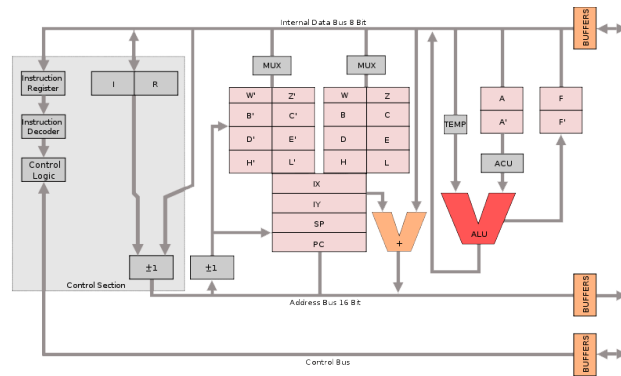 Internal Data Bus 8 Bit
BUFFERS
MUX
MUX
Instruction
Register
I
R
W'
Z'
W
Z
A
F
B'
C'
B
C
A'
F'
Instruction
Decoder
TEMP
D'
E'
D
E
Control
Logic
H'
L'
H
L
ACU
IX
IY
SP
PC
+
ALU
±1
±1
Control Section
Address Bus 16 Bit
BUFFERS
Control Bus
BUFFERS